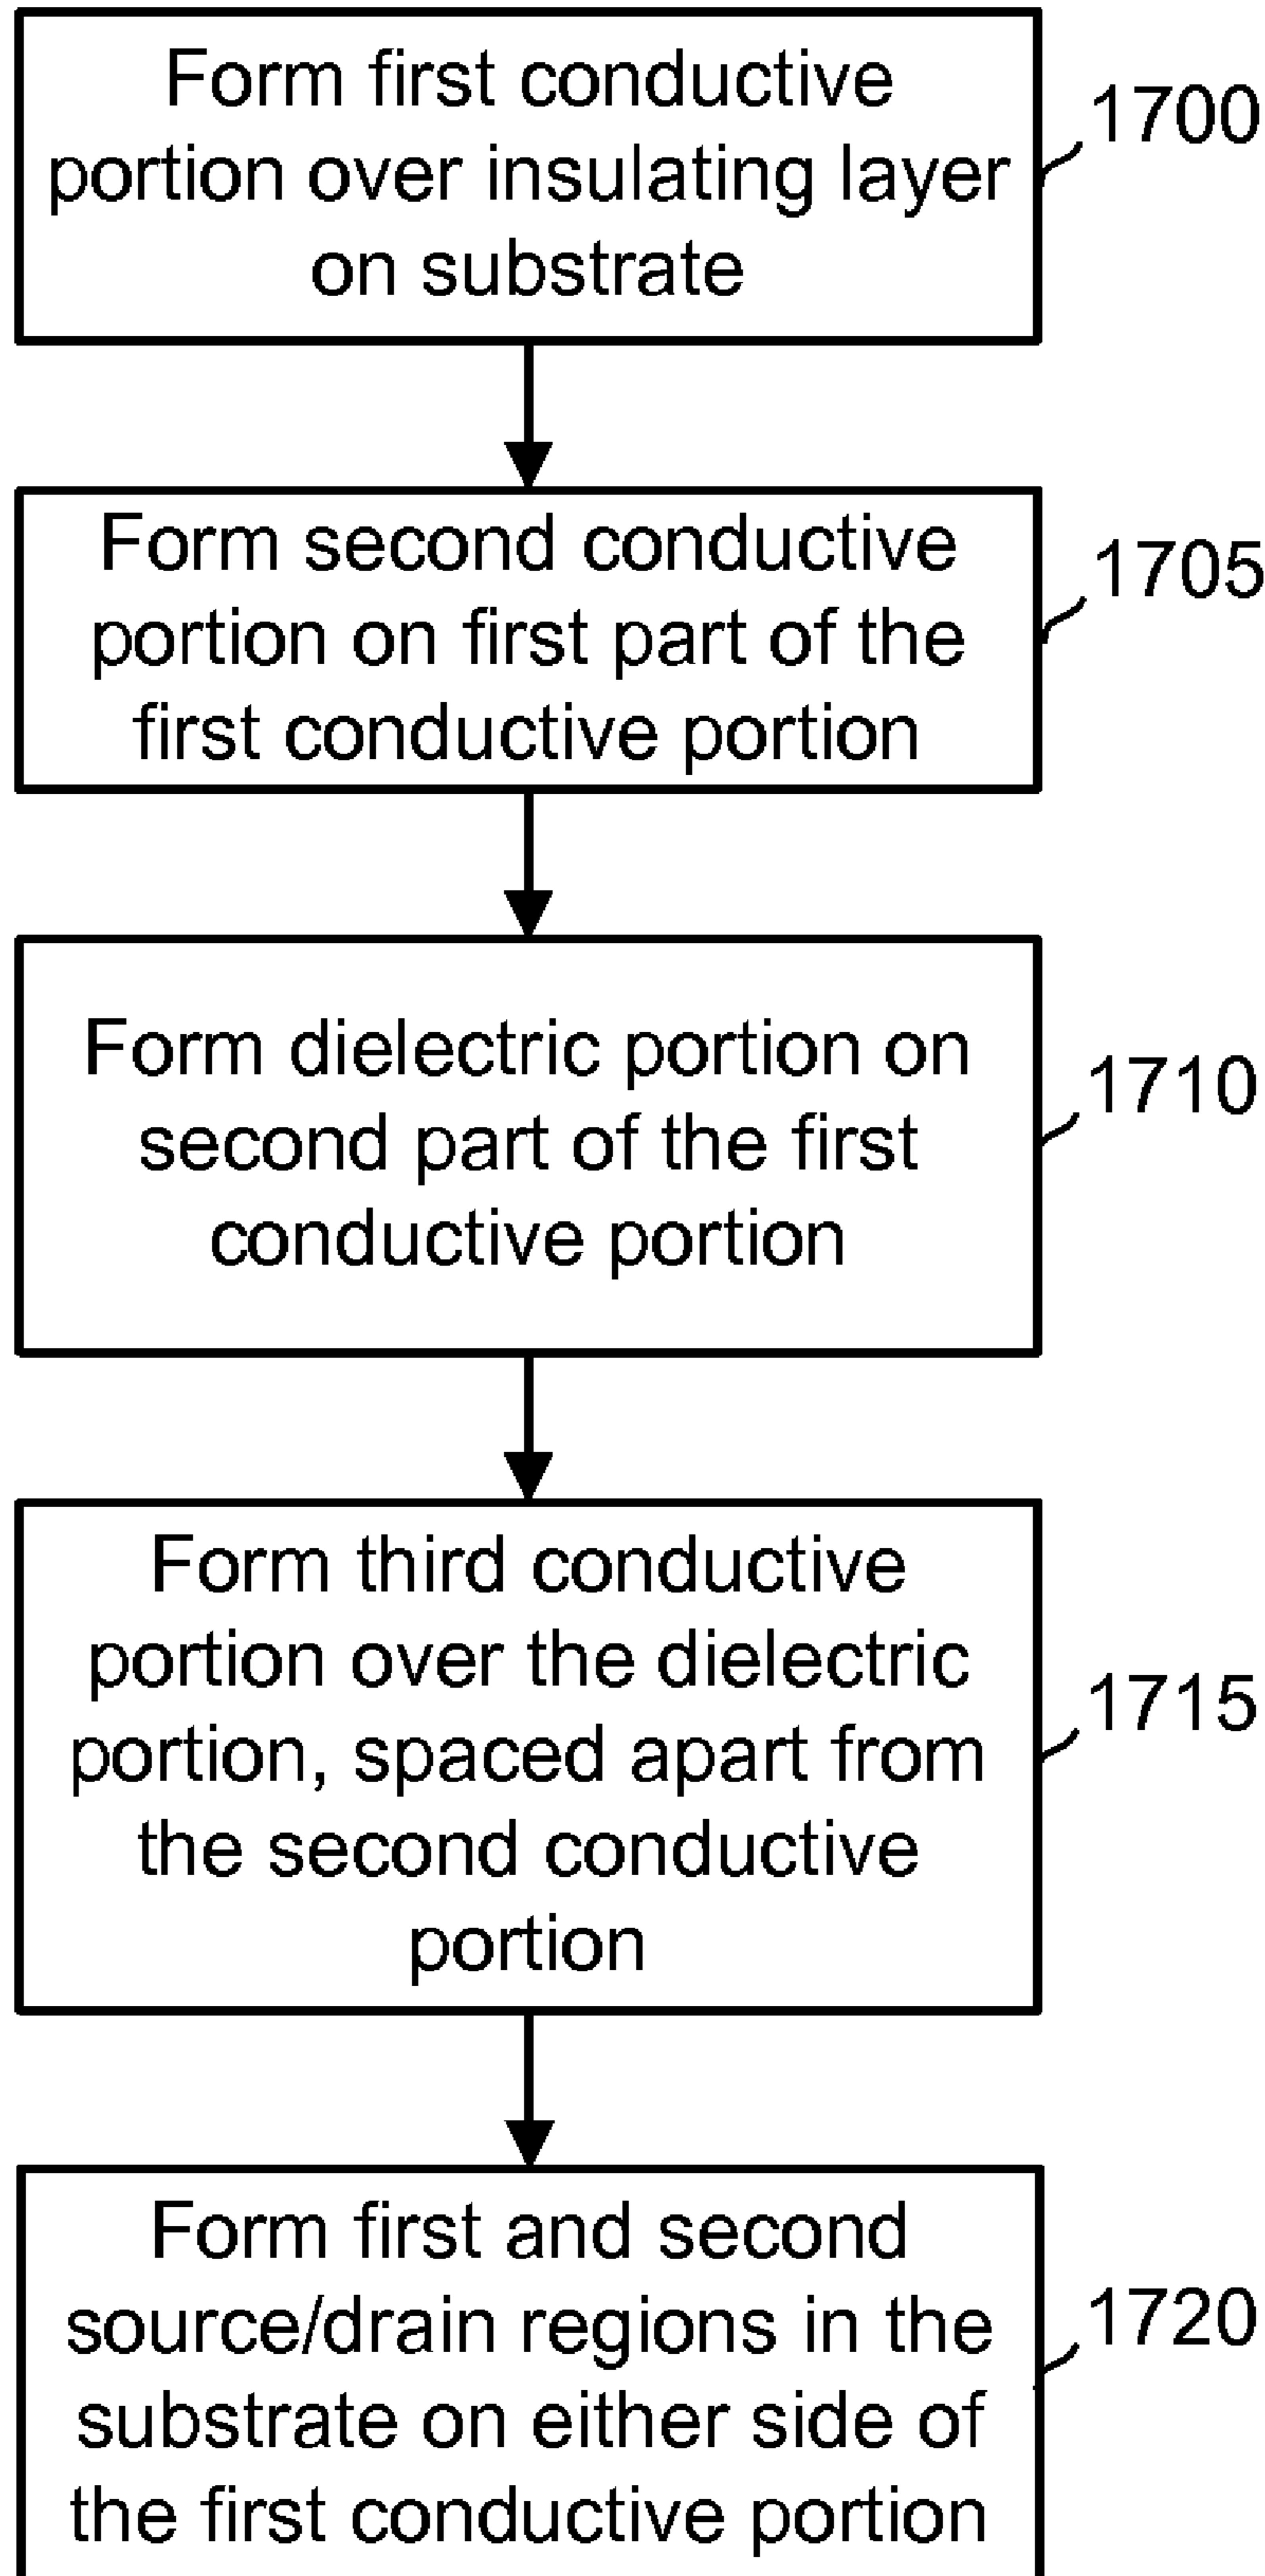 Form first conductive
portion over insulating layer
on substrate
1700
Form second conductive
portion on first part of the
first conductive portion
1705
Form dielectric portion on
second part of the first
conductive portion
1710
Form third conductive
portion over the dielectric
portion, spaced apart from
the second conductive
portion
1715
Form first and second
source/drain regions in the
substrate on either side of
the first conductive portion
1720